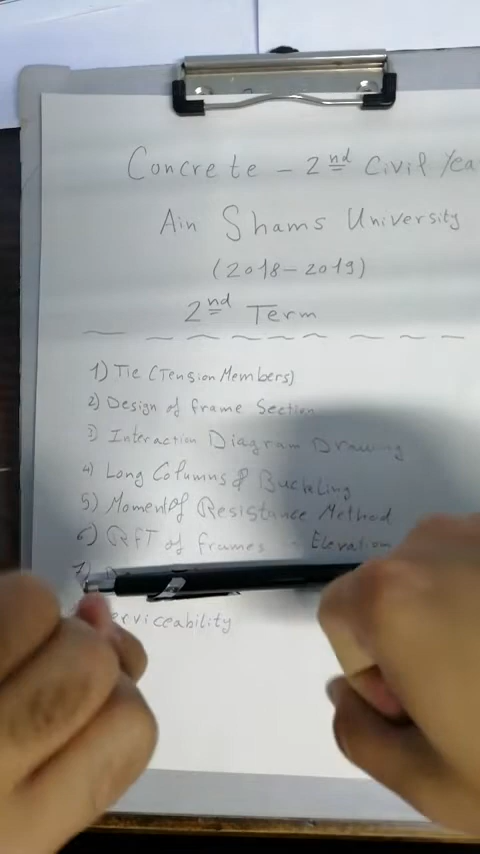 Concrete - 2nd Civil Yea
Ain Shams University
(2018-2019)
2nd Term
1) Tie (Tension Members)
2) Design of frame Section
3) Interaction Diagram Drawing
4) Long Columns & Buckling
5) Moment of Resistance Method
6) RFT of frames - Elevation
7)
erviceability